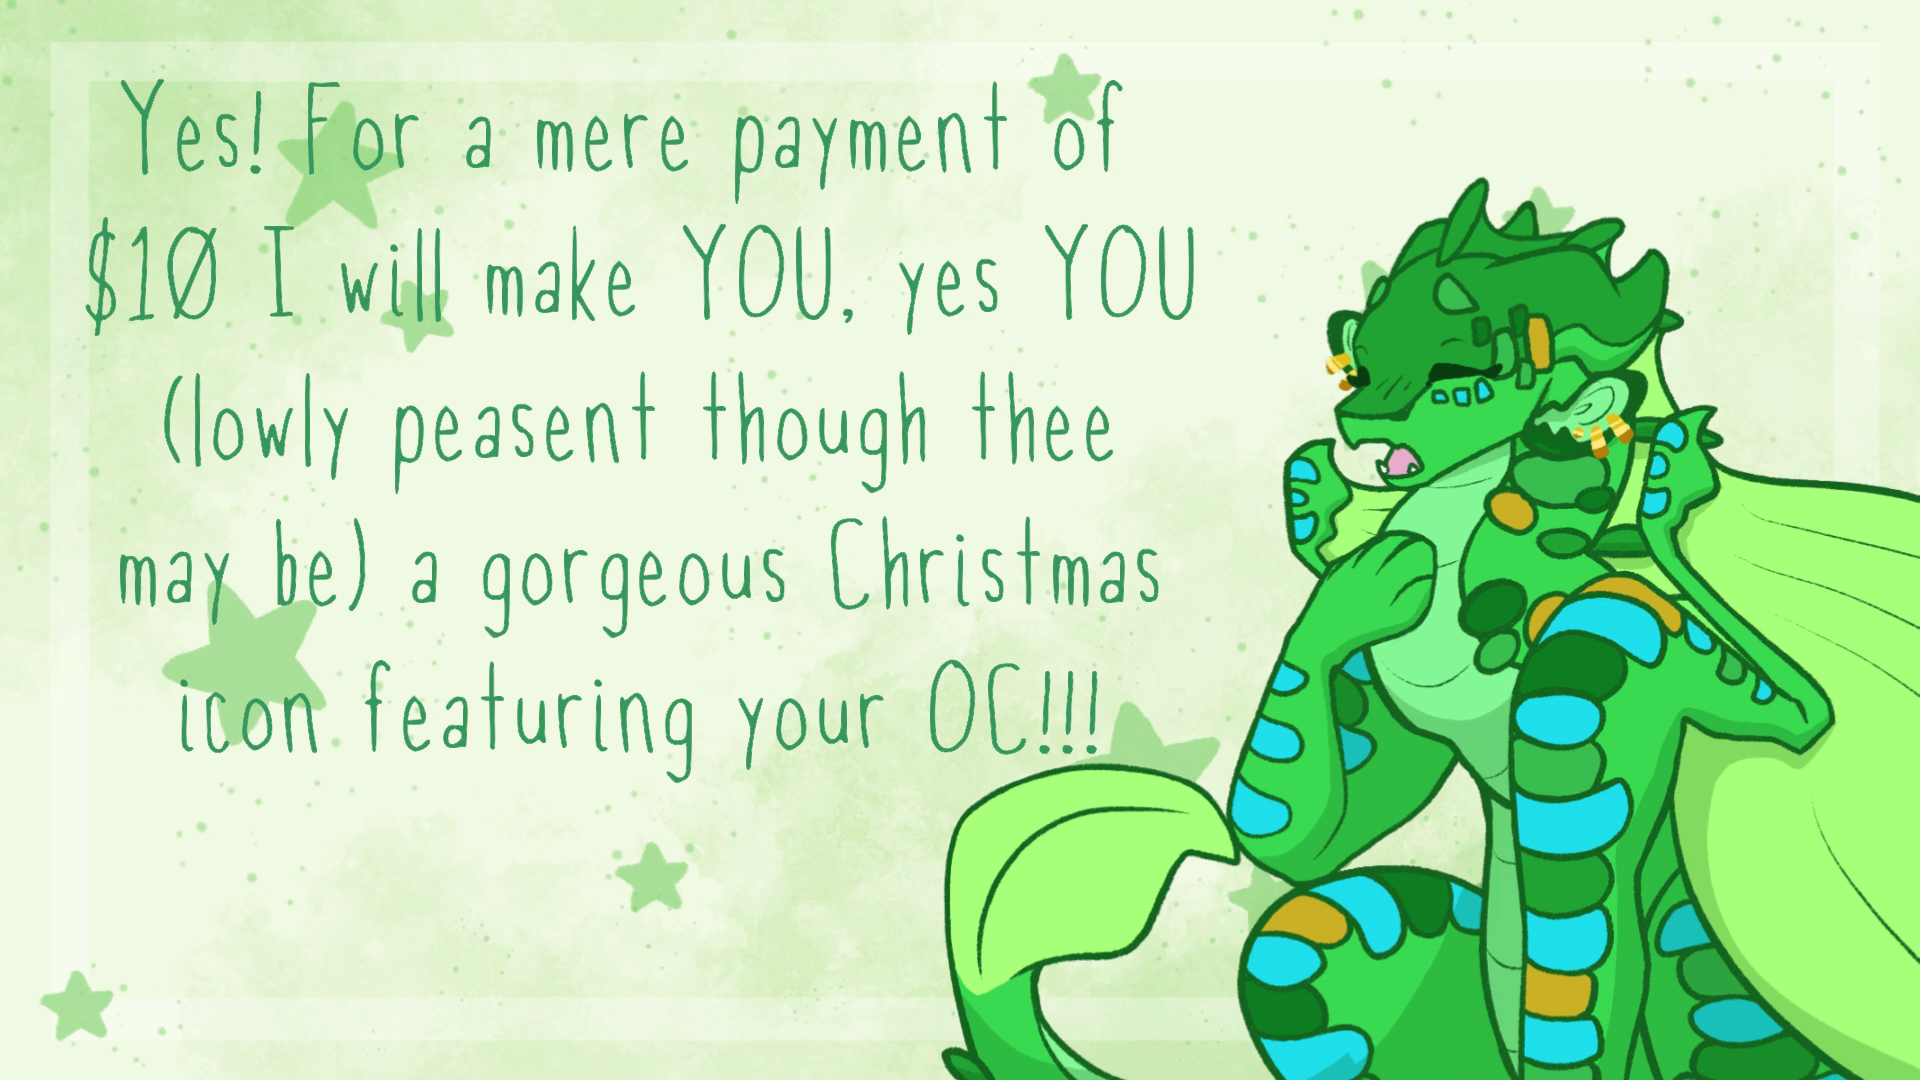 Yes! For a mere payment of
$10 I will make YOU, yes YOU
(lowly peasent though thee
may be) a gorgeous Christmas
icon featuring your OC!!!